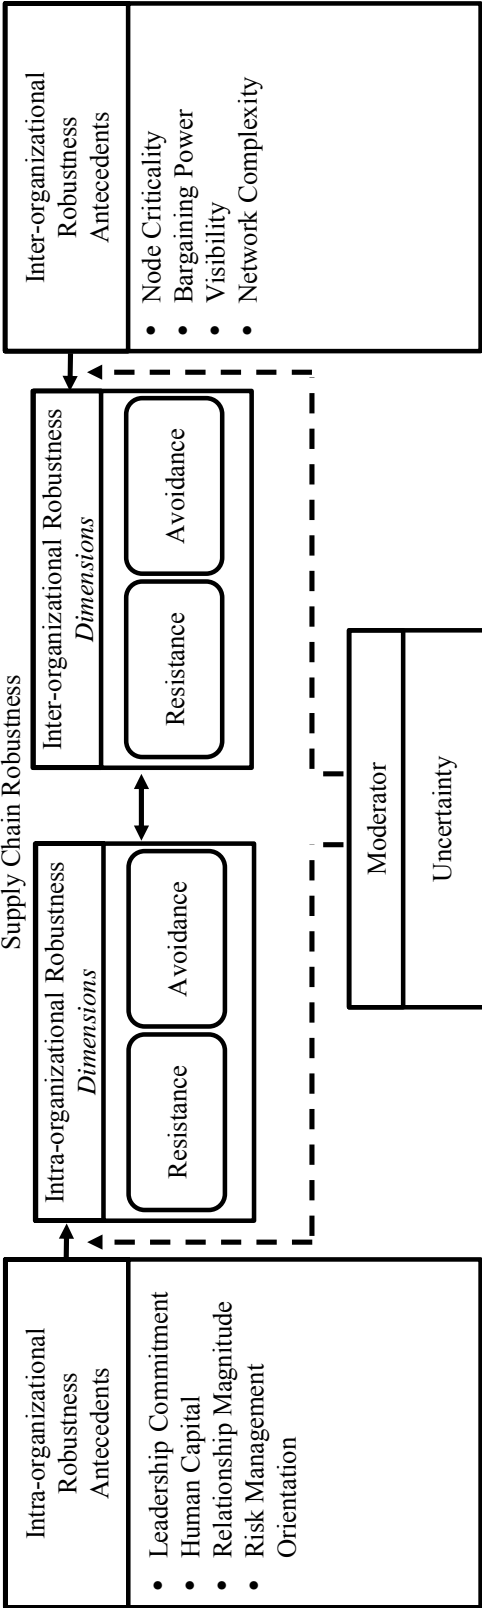 Supply Chain Robustness
Intra-organizational
Robustness
Antecedents
• Leadership Commitment
• Human Capital
• Relationship Magnitude
• Risk Management
Orientation
Intra-organizational Robustness
Dimensions
Resistance
Avoidance
Inter-organizational Robustness
Dimensions
Resistance
Avoidance
Inter-organizational
Robustness
Antecedents
• Node Criticality
• Bargaining Power
• Visibility
• Network Complexity
Moderator
Uncertainty